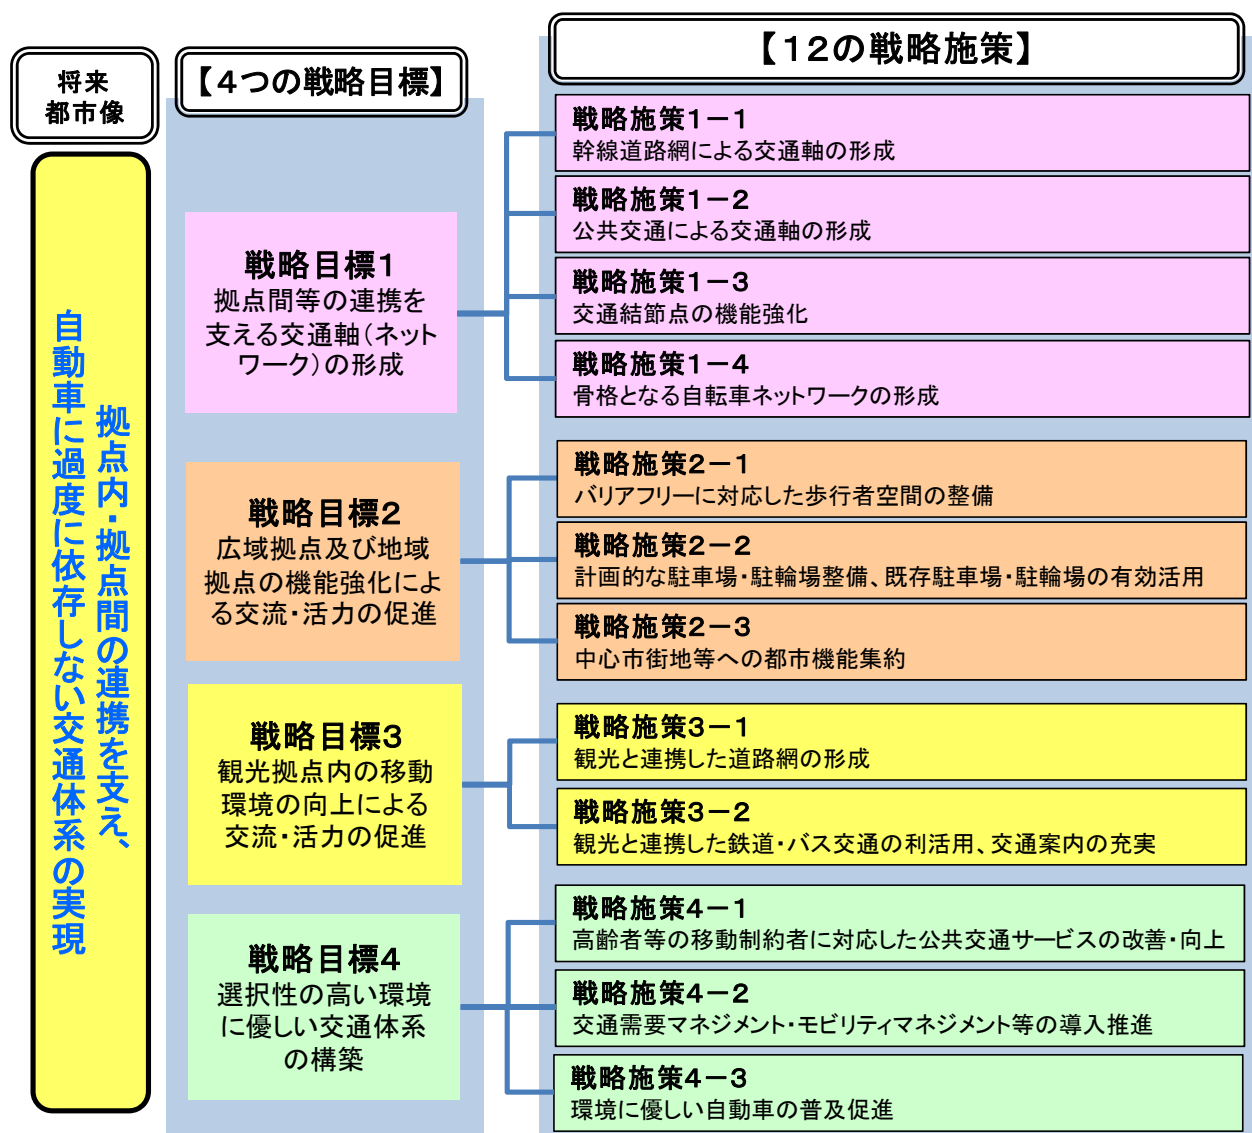 将来
都市像
拠点内・拠点間の連携を支え、
自動車に過度に依存しない交通体系の実現
【4つの戦略目標】
戦略目標1
拠点間等の連携を
支える交通軸（ネット
ワーク）の形成
戦略目標2
広域拠点及び地域
拠点の機能強化によ
る交流・活力の促進
戦略目標3
観光拠点内の移動
環境の向上による
交流・活力の促進
戦略目標4
選択性の高い環境
に優しい交通体系
の構築
【12の戦略施策】
戦略施策1－1
幹線道路網による交通軸の形成
戦略施策1－2
公共交通による交通軸の形成
戦略施策1－3
交通結節点の機能強化
戦略施策1－4
骨格となる自転車ネットワークの形成
戦略施策2－1
バリアフリーに対応した歩行者空間の整備
戦略施策2－2
計画的な駐車場・駐輪場整備、既存駐車場・駐輪場の有効活用
戦略施策2－3
中心市街地等への都市機能集約
戦略施策3－1
観光と連携した道路網の形成
戦略施策3－2
観光と連携した鉄道・バス交通の利活用、交通案内の充実
戦略施策4－1
高齢者等の移動制約者に対応した公共交通サービスの改善・向上
戦略施策4－2
交通需要マネジメント・モビリティマネジメント等の導入推進
戦略施策4－3
環境に優しい自動車の普及促進